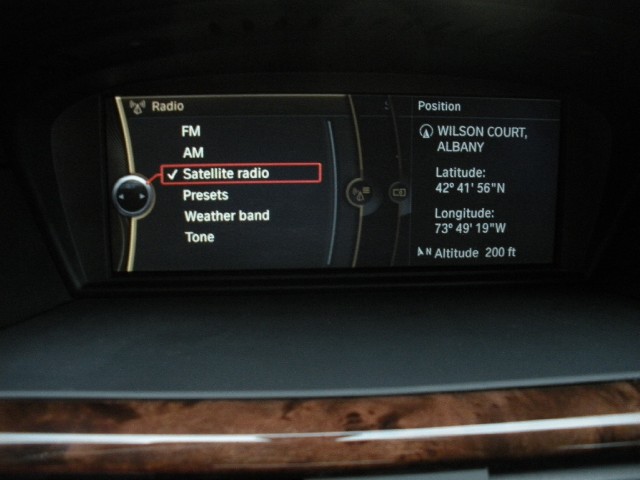 Radio
FM
AM
Satellite radio
Presets
Weather band
Tone
Position
WILSON COURT,
ALBANY
Latitude:
42° 41' 56"N
Longitude:
73° 49' 19"W
N Altitude 200 ft